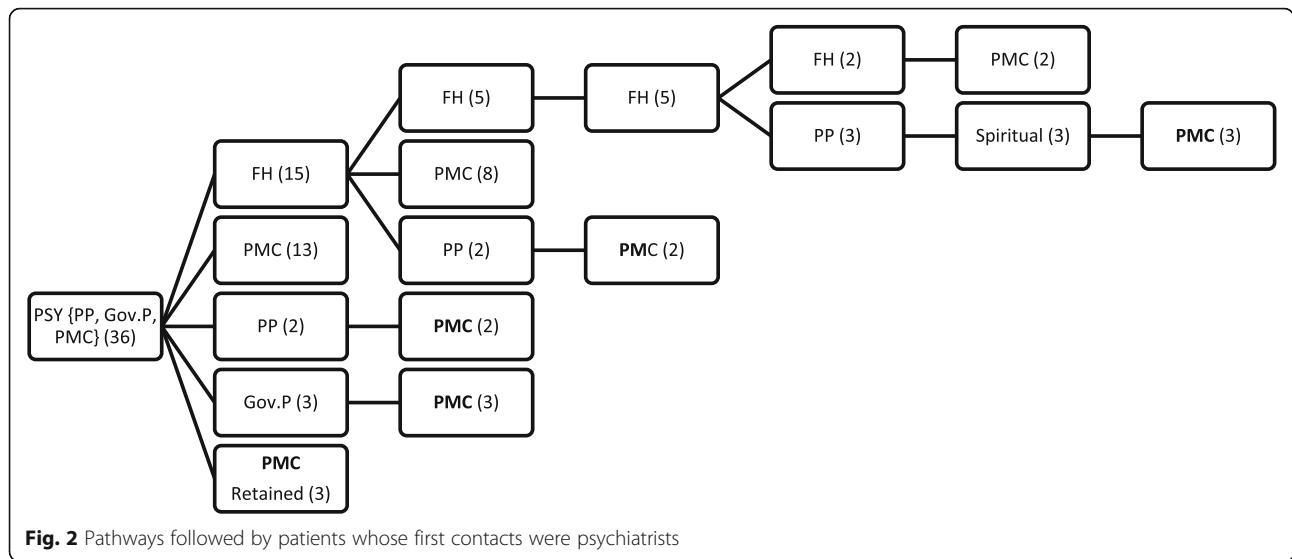 FH (2)
PMC (2)
FH (5)
FH (5)
PP (3)
Spiritual (3)
PMC (3)
FH (15)
PMC (8)
PMC (13)
PP (2)
PMC (2)
PSY {PP, Gov.P,
PMC} (36)
PP (2)
PMC (2)
Gov.P (3)
PMC (3)
PMC
Retained (3)
Fig. 2 Pathways followed by patients whose first contacts were psychiatrists